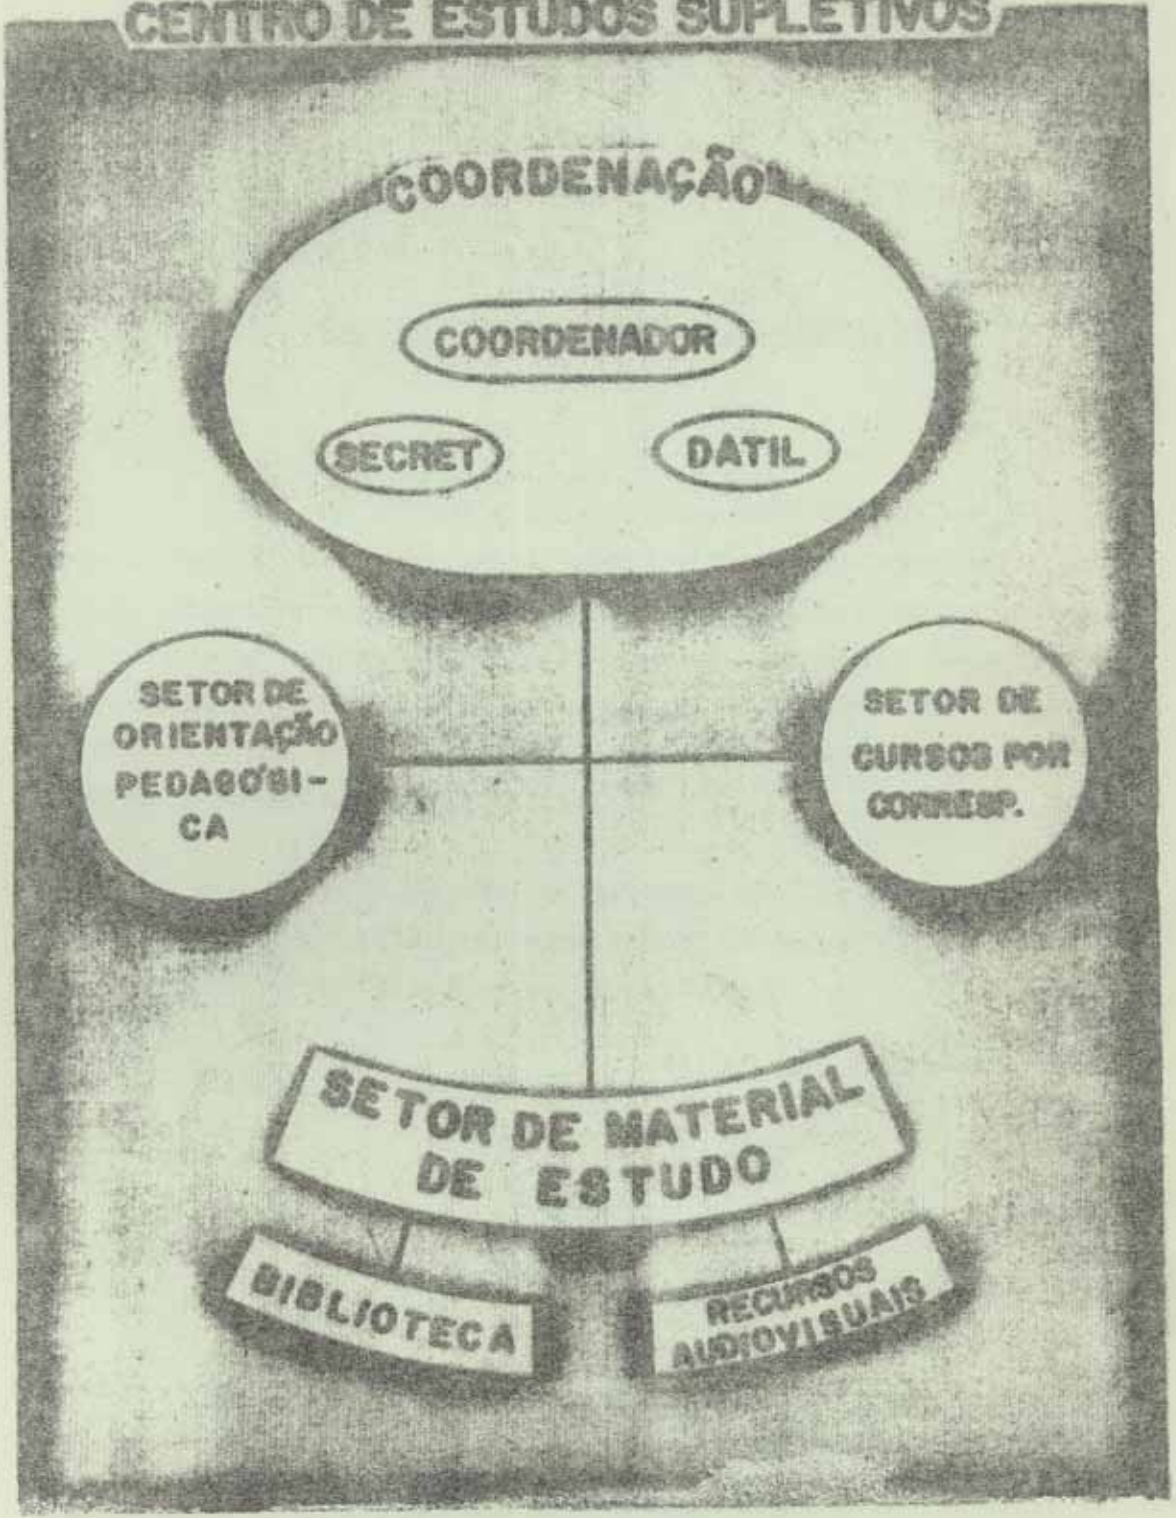 CENTRO DE ESTUDOS SUPLETIVOS
COORDENAÇÃO
COORDENADOR
SECRET
DATIL
SETOR DE
ORIENTAÇÃO
PEDAGÓGI-
CA
SETOR DE
CURSOS POR
CORRESP.
SETOR DE MATERIAL
DE ESTUDO
BIBLIOTECA
RECURSOS
AUDIOVISUAIS